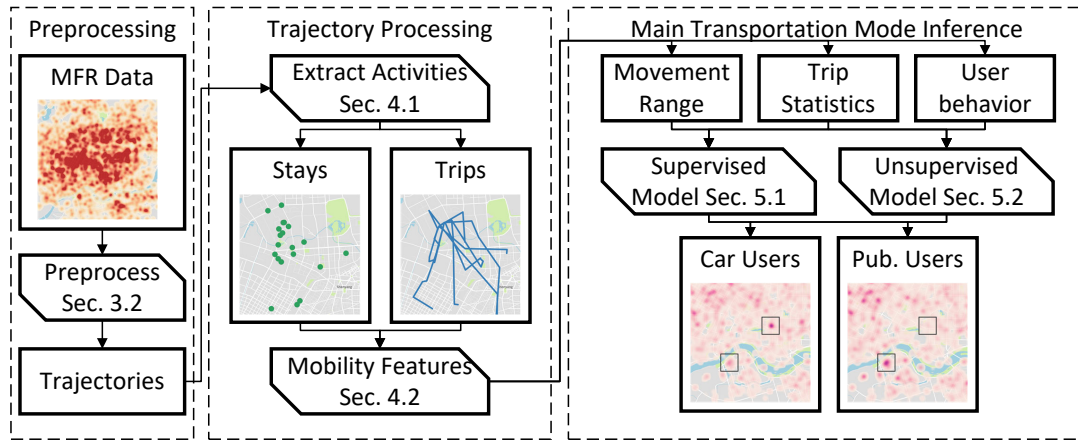 Preprocessing
MFR Data
Preprocess
Sec. 3.2
Trajectories
Trajectory Processing
Extract Activities
Sec. 4.1
Stays
Trips
Mobility Features
Sec. 4.2
Main Transportation Mode Inference
Movement
Range
Trip
Statistics
User
behavior
Supervised
Model Sec. 5.1
Unsupervised
Model Sec. 5.2
Car Users
Pub. Users